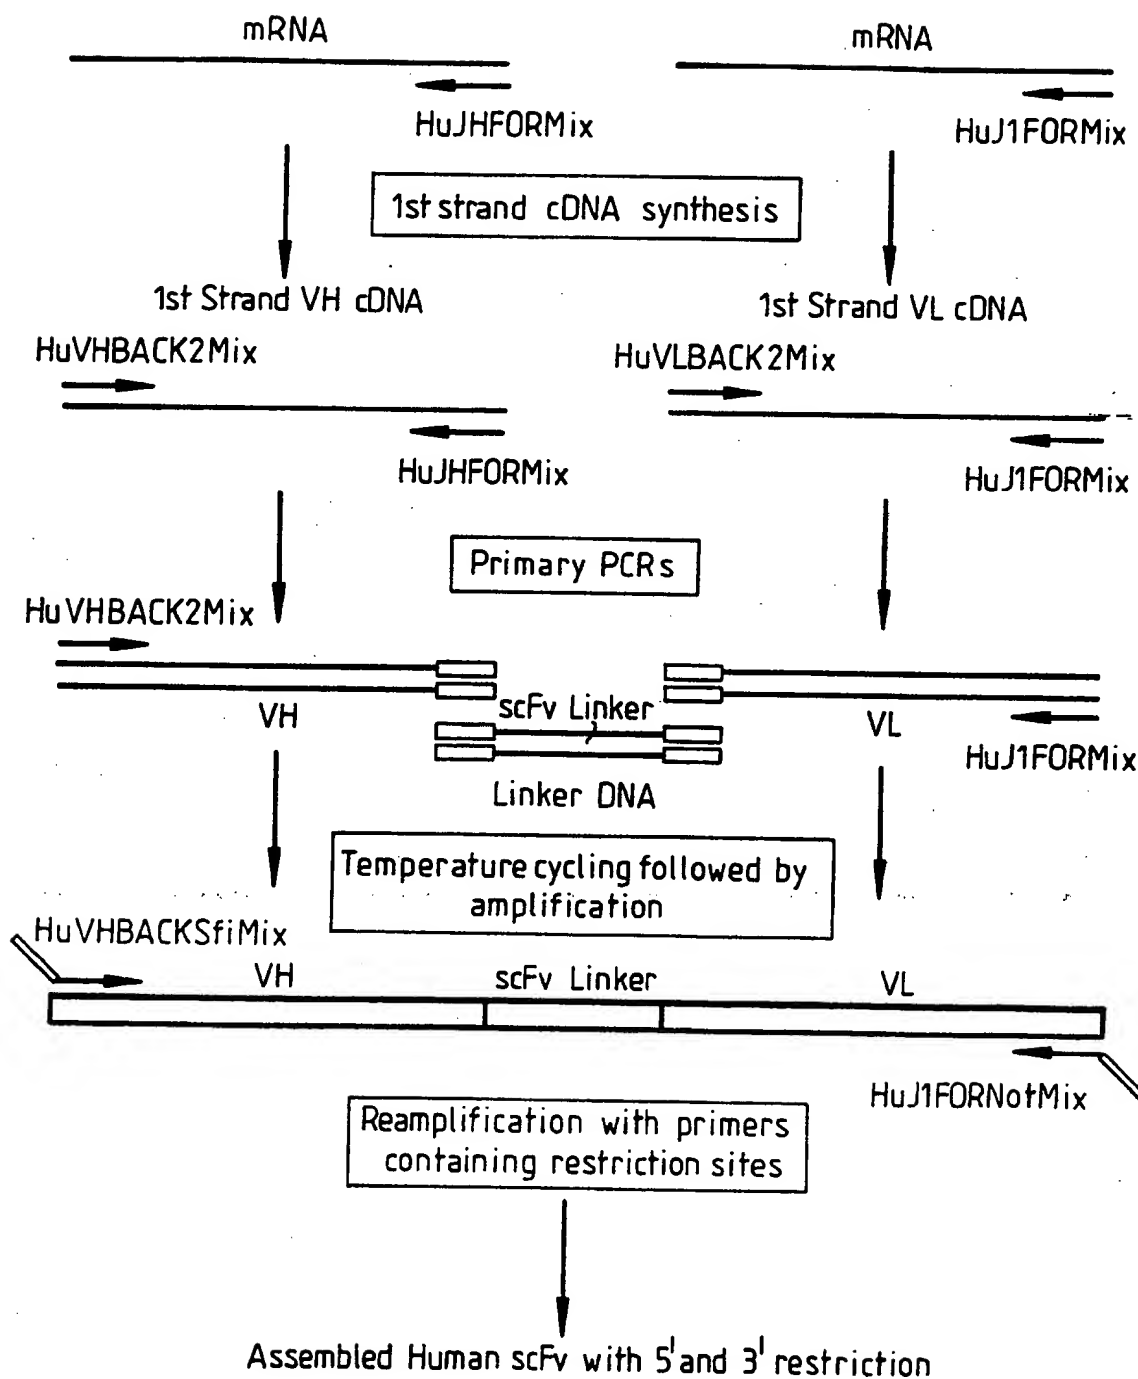 mRNA
mRNA
HuJHFORMix
HuJ1FORMix
1st strand cDNA synthesis
1st Strand VH cDNA
1st Strand VL cDNA
HuVHBACK2Mix
HuVLBACK2Mix
HuJHFORMix
HuJ1FORMix
Primary PCRs
HuVHBACK2Mix
VH
scFv Linker
VL
HuJ1FORMix
Linker DNA
Temperature cycling followed by
amplification
HuVHBACKSfiMix
VH
scFv Linker
VL
HuJ1FORNotMix
Reamplification with primers
containing restriction sites
Assembled Human scFv with 5' and 3' restriction